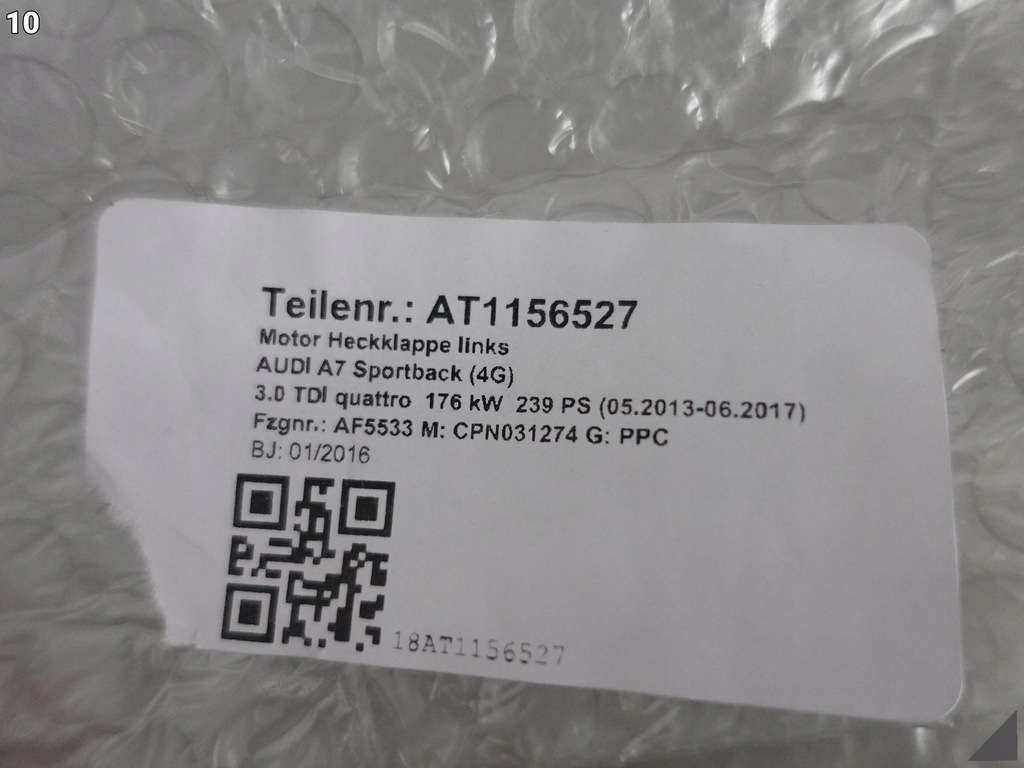 10
Teilenr.: AT1156527
Motor Heckklappe links
AUDI A7 Sportback (4G)
3.0 TDI quattro 176 kW 239 PS (05.2013-06.2017)
Fzgnr.: AF5533 M: CPN031274 G: PPC
BJ: 01/2016
18AT1156527